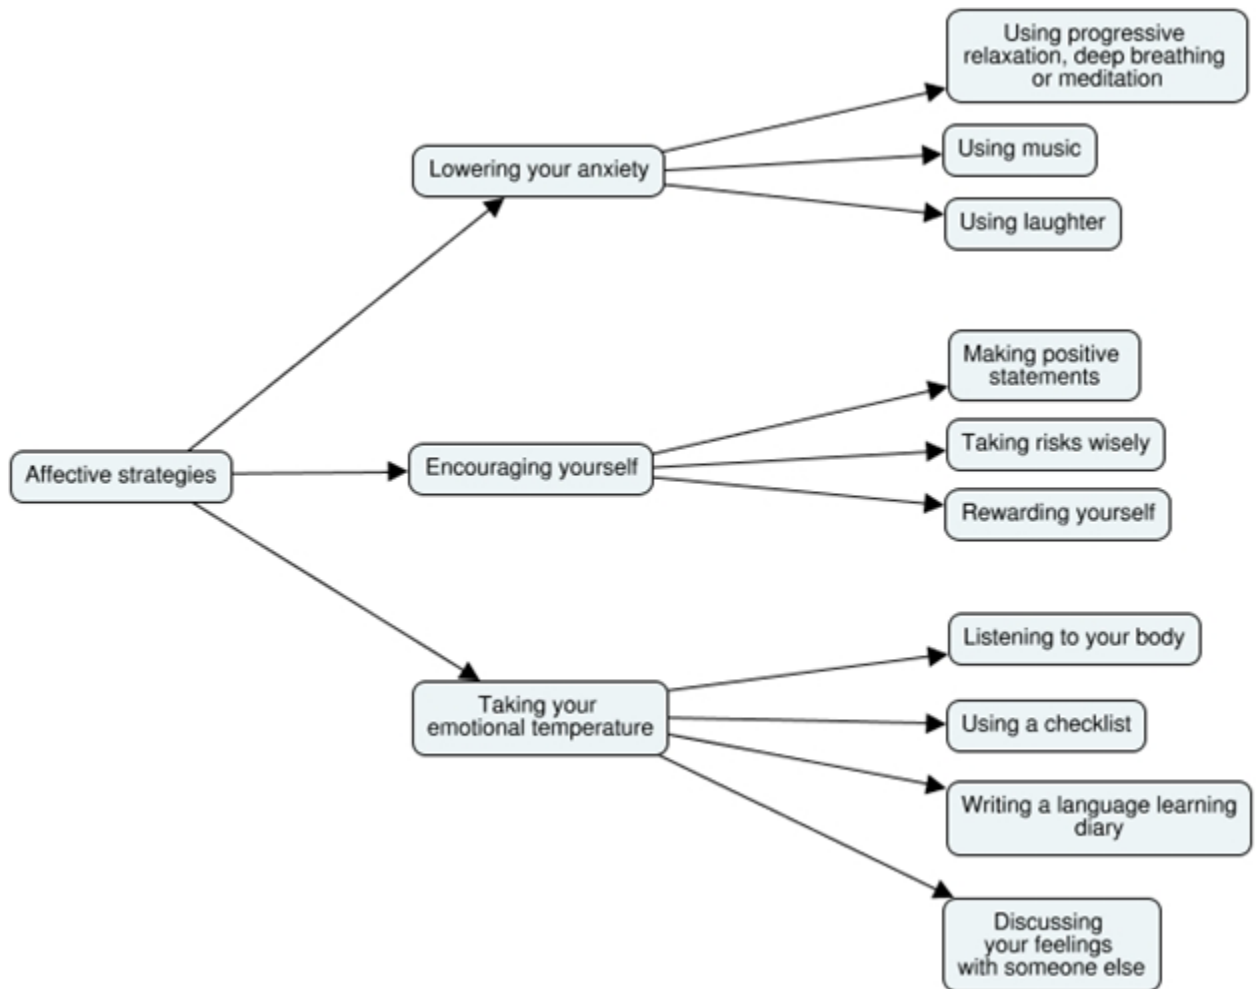 Using progressive
relaxation, deep breathing
or meditation
Lowering your anxiety
Using music
Using laughter
Making positive
statements
Affective strategies
Encouraging yourself
Taking risks wisely
Rewarding yourself
Taking your
emotional temperature
Listening to your body
Using a checklist
Writing a language learning
diary
Discussing
your feelings
with someone else